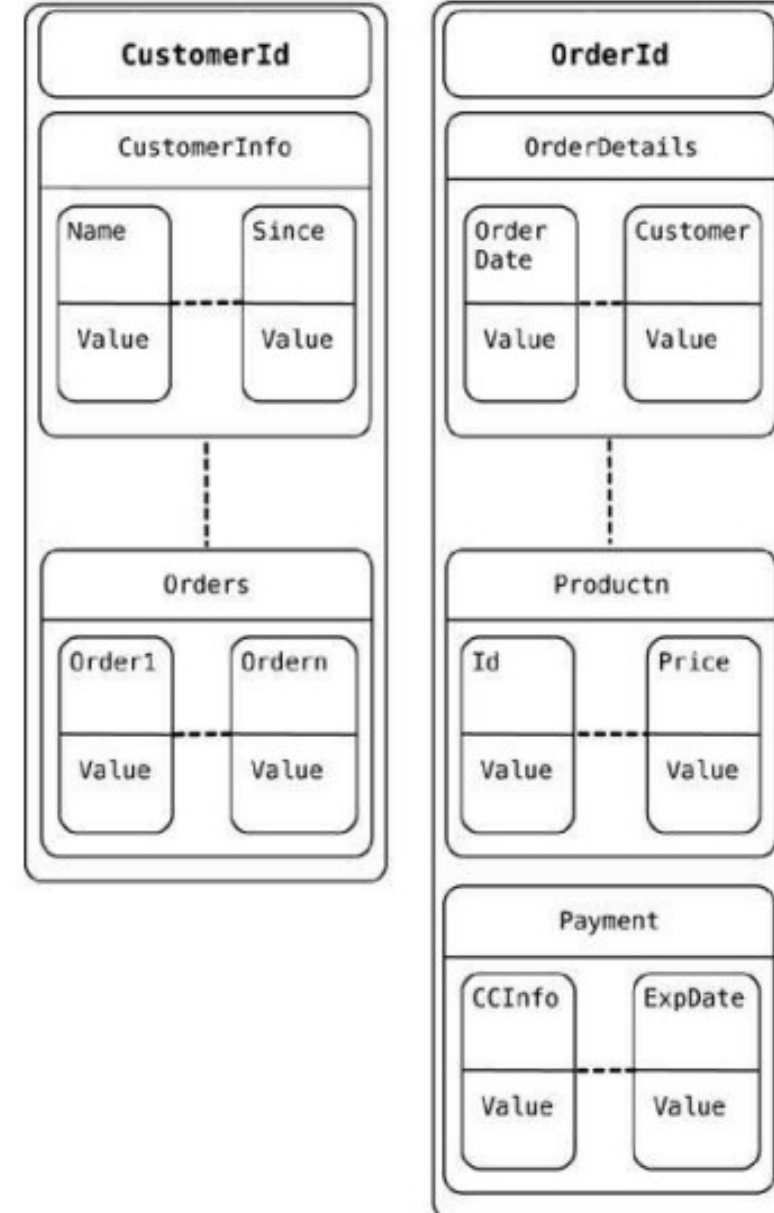 CustomerId
CustomerInfo
Name
Since
Value
Value
Orders
Order1
Ordern
Value
Value
OrderId
OrderDetails
Order
Date
Customer
Value
Value
Productn
Id
Price
Value
Value
Payment
CCInfo
ExpDate
Value
Value